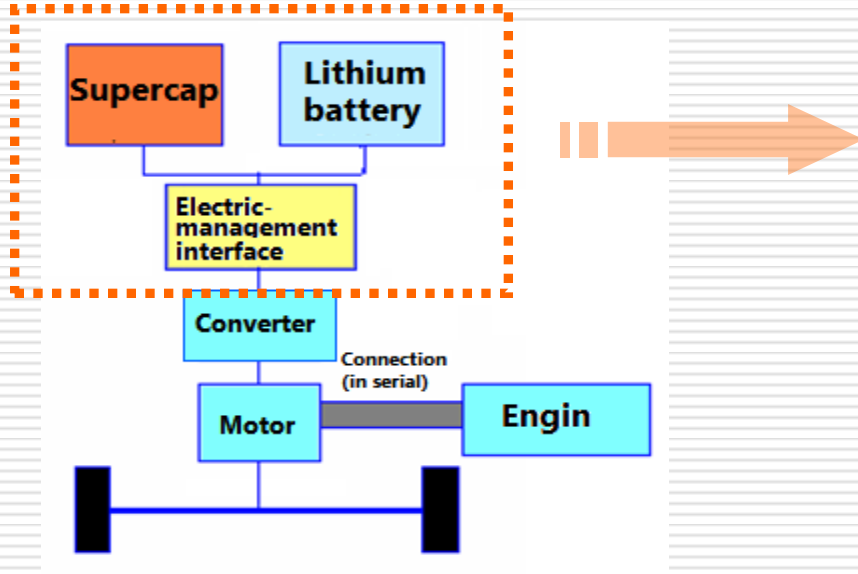 Supercap
Lithium
battery
Electric-
management
interface
Converter
Connection
(in serial)
Motor
Engin